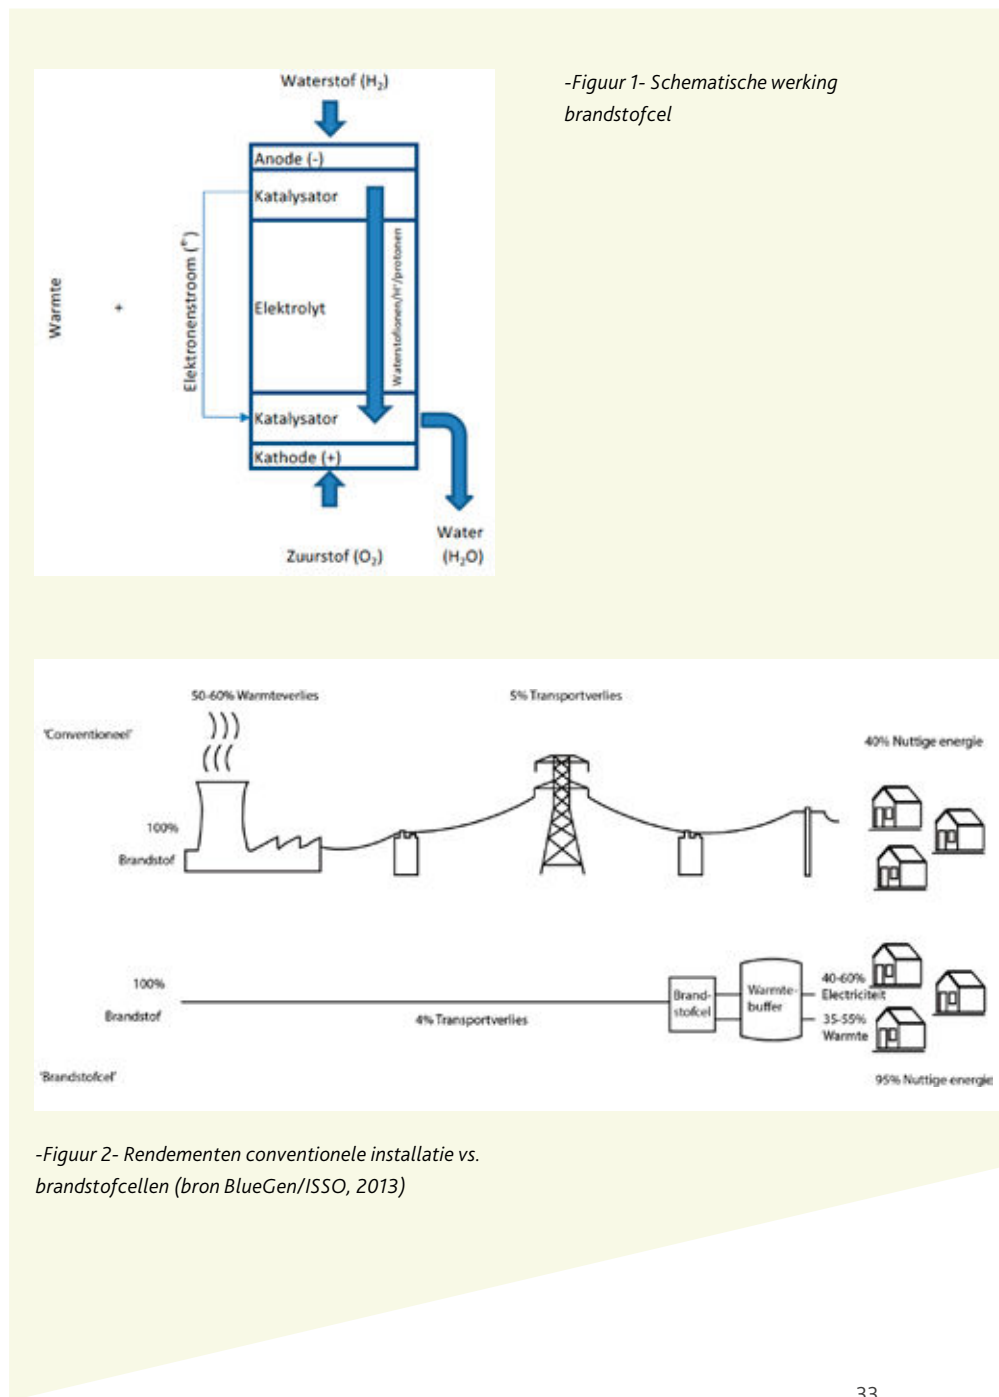 Waterstof (H₂)
-Figuur 1- Schematische werking
brandstofcel
Anode (-)
Katalysator
Waterstofionen/H⁺/protonen
Elektronenstroom (e⁻)
Warmte
+
Elektrolyt
Katalysator
Kathode (+)
Water
(H₂O)
Zuurstof (O₂)
50-60% Warmteverlies
5% Transportverlies
'Conventioneel'
40% Nuttige energie
100%
Brandstof
100%
Brandstof
4% Transportverlies
Brand-
stofcel
Warmte-
buffer
40-60%
Electriciteit
35-55%
Warmte
'Brandstofcel'
95% Nuttige energie
-Figuur 2- Rendementen conventionele installatie vs.
brandstofcellen (bron BlueGen/ISSO, 2013)
33